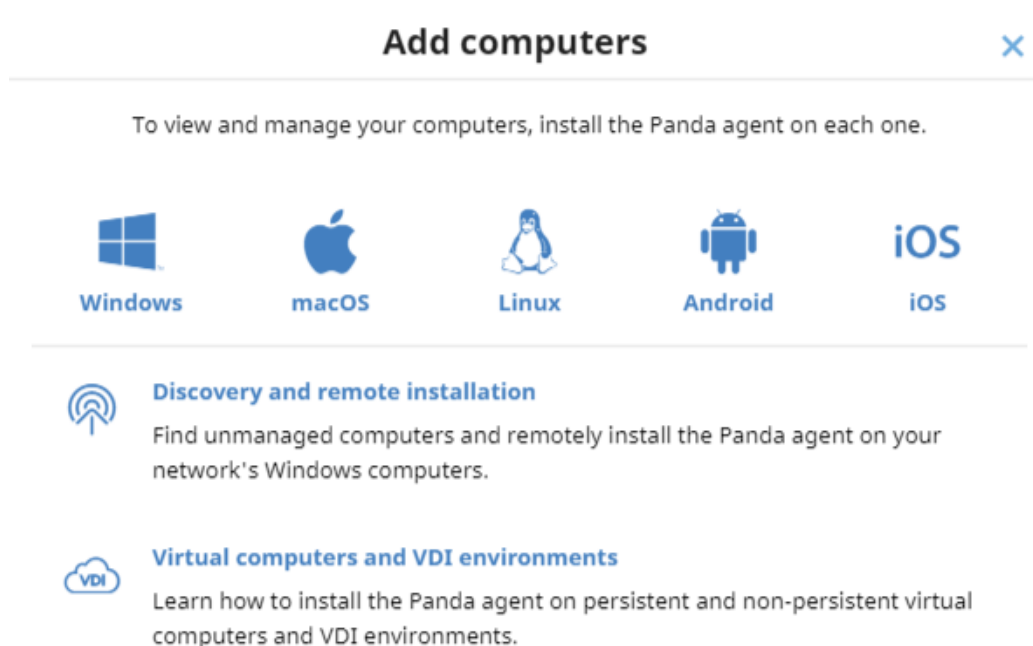 Add computers
To view and manage your computers, install the Panda agent on each one.
iOS
Windows
macOS
Linux
Android
iOS
Discovery and remote installation
Find unmanaged computers and remotely install the Panda agent on your
network's Windows computers.
VDI
Virtual computers and VDI environments
Learn how to install the Panda agent on persistent and non-persistent virtual
computers and VDI environments.